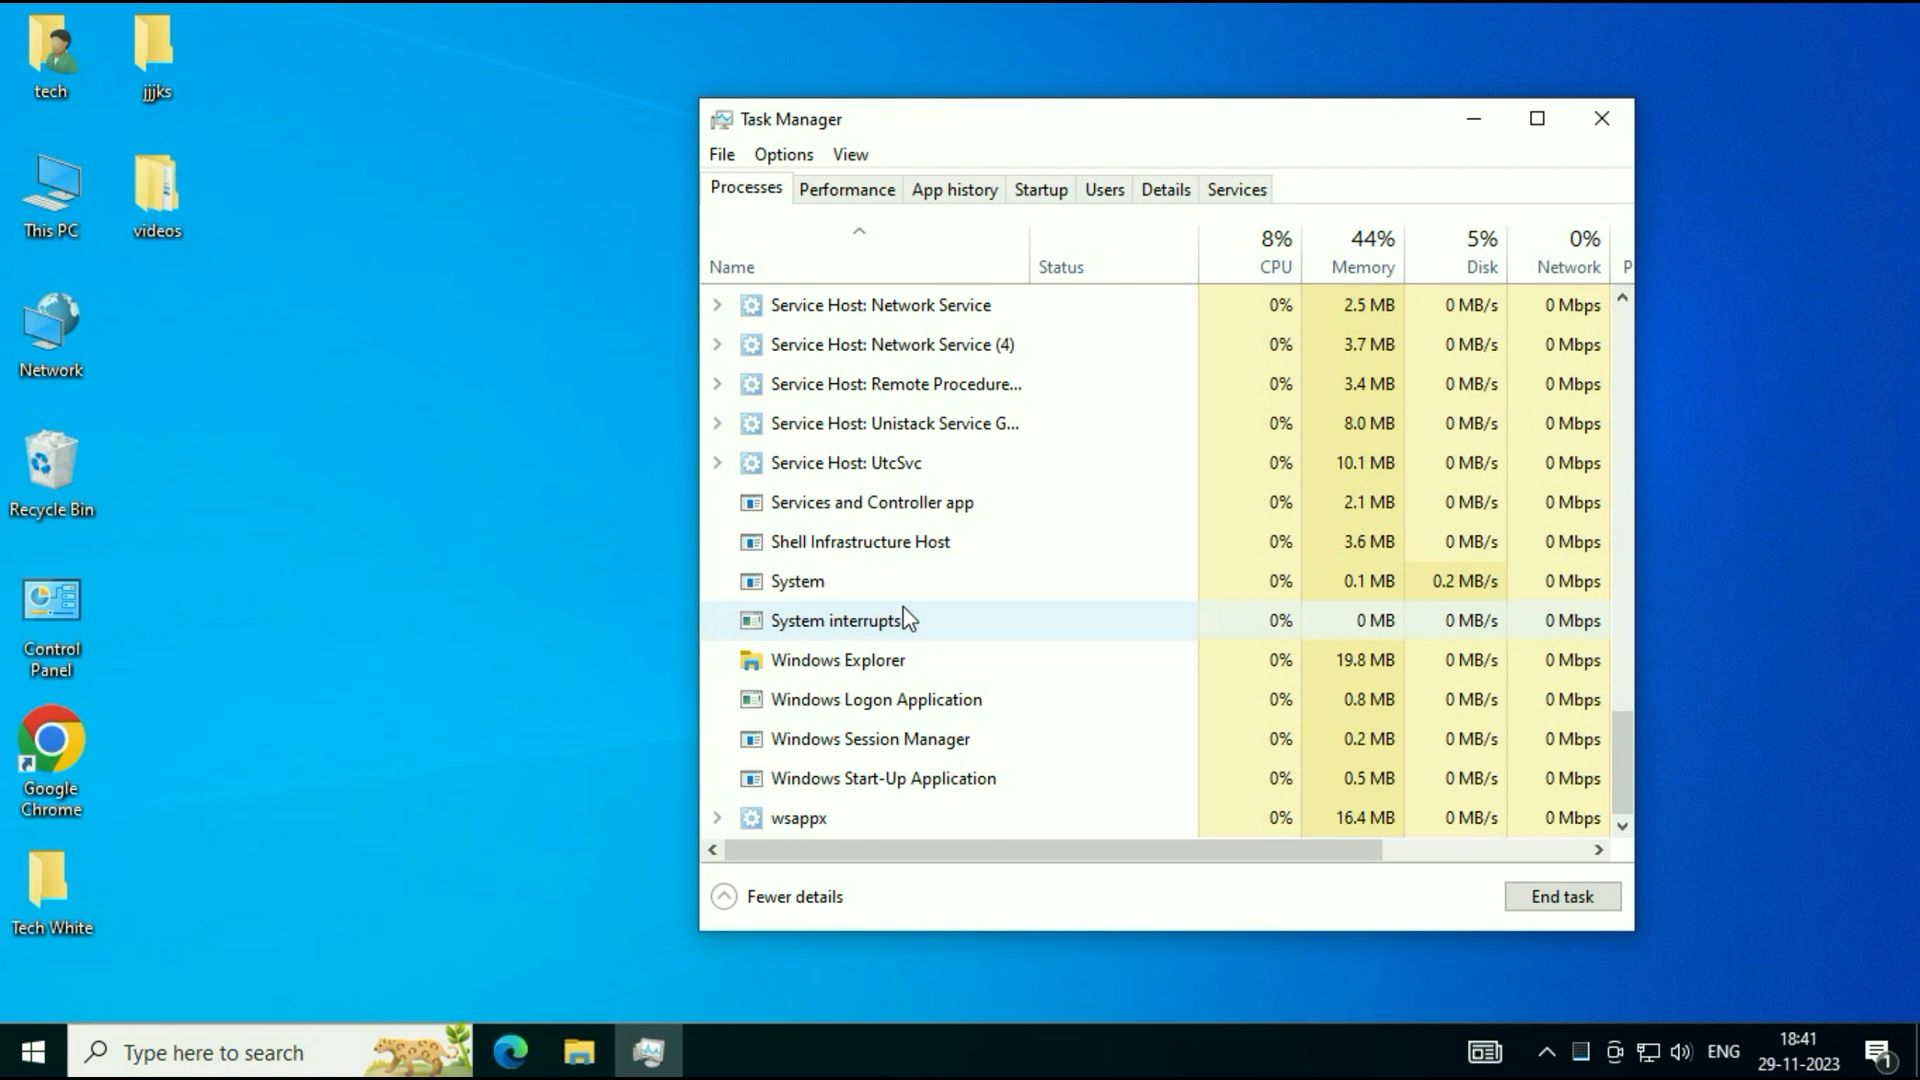 tech
jjjks
This PC
videos
Network
Recycle Bin
Control
Panel
Google
Chrome
Tech White
Task Manager
File Options View
Processes Performance App history Startup Users Details Services
8% 44% 5% 0%
Name Status CPU Memory Disk Network P
Service Host: Network Service 0% 2.5 MB 0 MB/s 0 Mbps
Service Host: Network Service (4) 0% 3.7 MB 0 MB/s 0 Mbps
Service Host: Remote Procedure... 0% 3.4 MB 0 MB/s 0 Mbps
Service Host: Unistack Service G... 0% 8.0 MB 0 MB/s 0 Mbps
Service Host: UtcSvc 0% 10.1 MB 0 MB/s 0 Mbps
Services and Controller app 0% 2.1 MB 0 MB/s 0 Mbps
Shell Infrastructure Host 0% 3.6 MB 0 MB/s 0 Mbps
System 0% 0.1 MB 0.2 MB/s 0 Mbps
System interrupts 0% 0 MB 0 MB/s 0 Mbps
Windows Explorer 0% 19.8 MB 0 MB/s 0 Mbps
Windows Logon Application 0% 0.8 MB 0 MB/s 0 Mbps
Windows Session Manager 0% 0.2 MB 0 MB/s 0 Mbps
Windows Start-Up Application 0% 0.5 MB 0 MB/s 0 Mbps
wsappx 0% 16.4 MB 0 MB/s 0 Mbps
Fewer details End task
Type here to search
ENG
18:41
29-11-2023
1